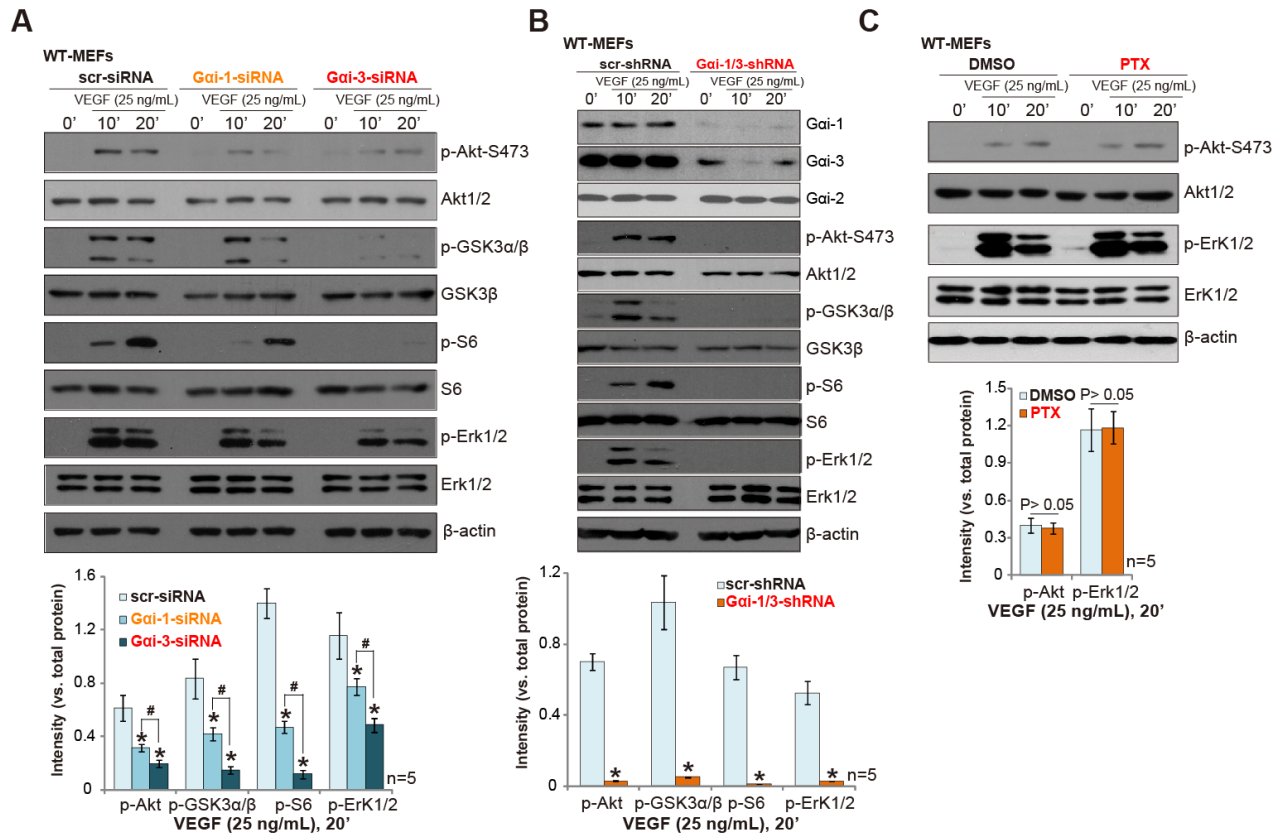 A
WT-MEFs
scr-siRNA Gαi-1-siRNA Gαi-3-siRNA
VEGF (25 ng/mL) VEGF (25 ng/mL) VEGF (25 ng/mL)
0’ 10’ 20’ 0’ 10’ 20’ 0’ 10’ 20’
p-Akt-S473
Akt1/2
p-GSK3α/β
GSK3β
p-S6
S6
p-Erk1/2
Erk1/2
β-actin
Intensity (vs. total protein)
1.6
1.2
0.8
0.4
0
scr-siRNA
Gαi-1-siRNA
Gαi-3-siRNA
# # # #
* * * * * * * *
n=5
p-Akt p-GSK3α/β p-S6 p-ErK1/2
VEGF (25 ng/mL), 20’
B
WT-MEFs
scr-shRNA Gαi-1/3-shRNA
VEGF (25 ng/mL) VEGF (25 ng/mL)
0’ 10’ 20’ 0’ 10’ 20’
Gαi-1
Gαi-3
Gαi-2
p-Akt-S473
Akt1/2
p-GSK3α/β
GSK3β
p-S6
S6
p-Erk1/2
Erk1/2
β-actin
Intensity (vs. total protein)
1.2
0.8
0.4
0
scr-shRNA
Gαi-1/3-shRNA
* * * *
n=5
p-Akt p-GSK3α/β p-S6 p-ErK1/2
VEGF (25 ng/mL), 20’
C
WT-MEFs
DMSO PTX
VEGF (25 ng/mL) VEGF (25 ng/mL)
0’ 10’ 20’ 0’ 10’ 20’
p-Akt-S473
Akt1/2
p-ErK1/2
ErK1/2
β-actin
Intensity (vs. total protein)
1.5
1.2
0.9
0.6
0.3
0
DMSO
PTX
P> 0.05
P> 0.05
n=5
p-Akt p-Erk1/2
VEGF (25 ng/mL), 20’